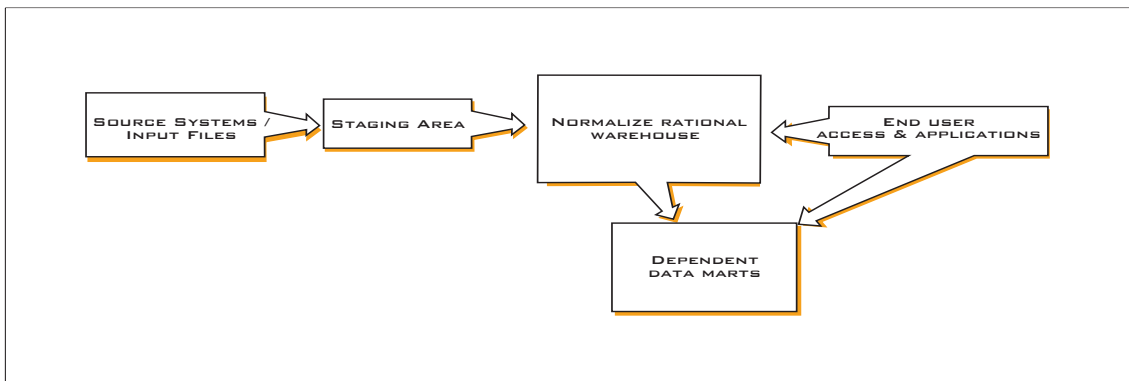 Source Systems /
Input Files
Staging Area
Normalize rational
warehouse
End user
access & applications
Dependent
data marts